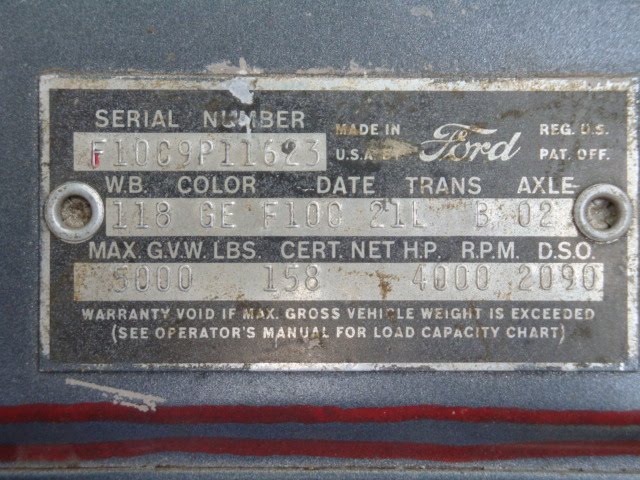 SERIAL NUMBER MADE IN Ford REG. U.S.
F10C9P11623 U.S.A. BY PAT. OFF.
W.B. COLOR DATE TRANS AXLE
118 GE F100 21L B 02
MAX. G.V.W. LBS. CERT. NET H.P. R.P.M. D.S.O.
5000 158 4000 2090
WARRANTY VOID IF MAX. GROSS VEHICLE WEIGHT IS EXCEEDED
(SEE OPERATOR'S MANUAL FOR LOAD CAPACITY CHART)